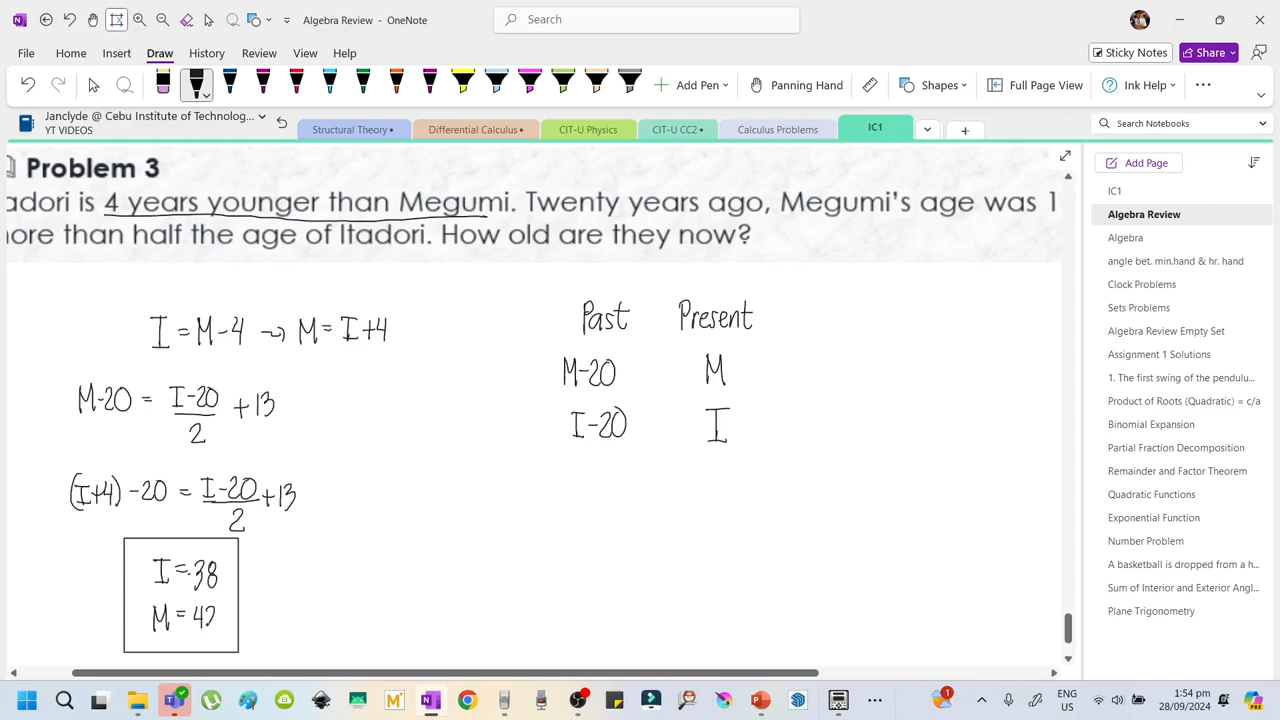 Algebra Review - OneNote
Search
File Home Insert Draw History Review View Help
Sticky Notes Share
Add Pen Panning Hand Shapes Full Page View Ink Help
Janclyde @ Cebu Institute of Technolog...
YT VIDEOS
Structural Theory Differential Calculus CIT-U Physics CIT-U CC2 Calculus Problems IC1
Search Notebooks
Add Page
IC1
Algebra Review
Algebra
angle bet. min.hand & hr. hand
Clock Problems
Sets Problems
Algebra Review Empty Set
Assignment 1 Solutions
1. The first swing of the pendulu...
Product of Roots (Quadratic) = c/a
Binomial Expansion
Partial Fraction Decomposition
Remainder and Factor Theorem
Quadratic Functions
Exponential Function
Number Problem
A basketball is dropped from a h...
Sum of Interior and Exterior Angl...
Plane Trigonometry
Problem 3
adori is 4 years younger than Megumi. Twenty years ago, Megumi's age was 1
ore than half the age of Itadori. How old are they now?
I = M-4 → M = I+4
M-20 = I-20/2 + 13
(I+4) - 20 = I-20/2 + 13
I = 38
M = 42
Past Present
M-20 M
I-20 I
1
ENG
US
1:54 pm
28/09/2024